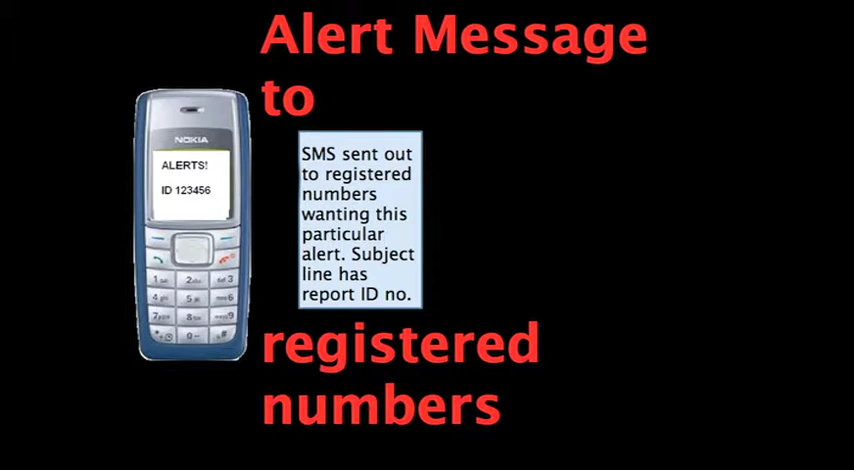 Alert Message
to
NOKIA
ALERTS!
ID 123456
SMS sent out
to registered
numbers
wanting this
particular
alert. Subject
line has
report ID no.
registered
numbers